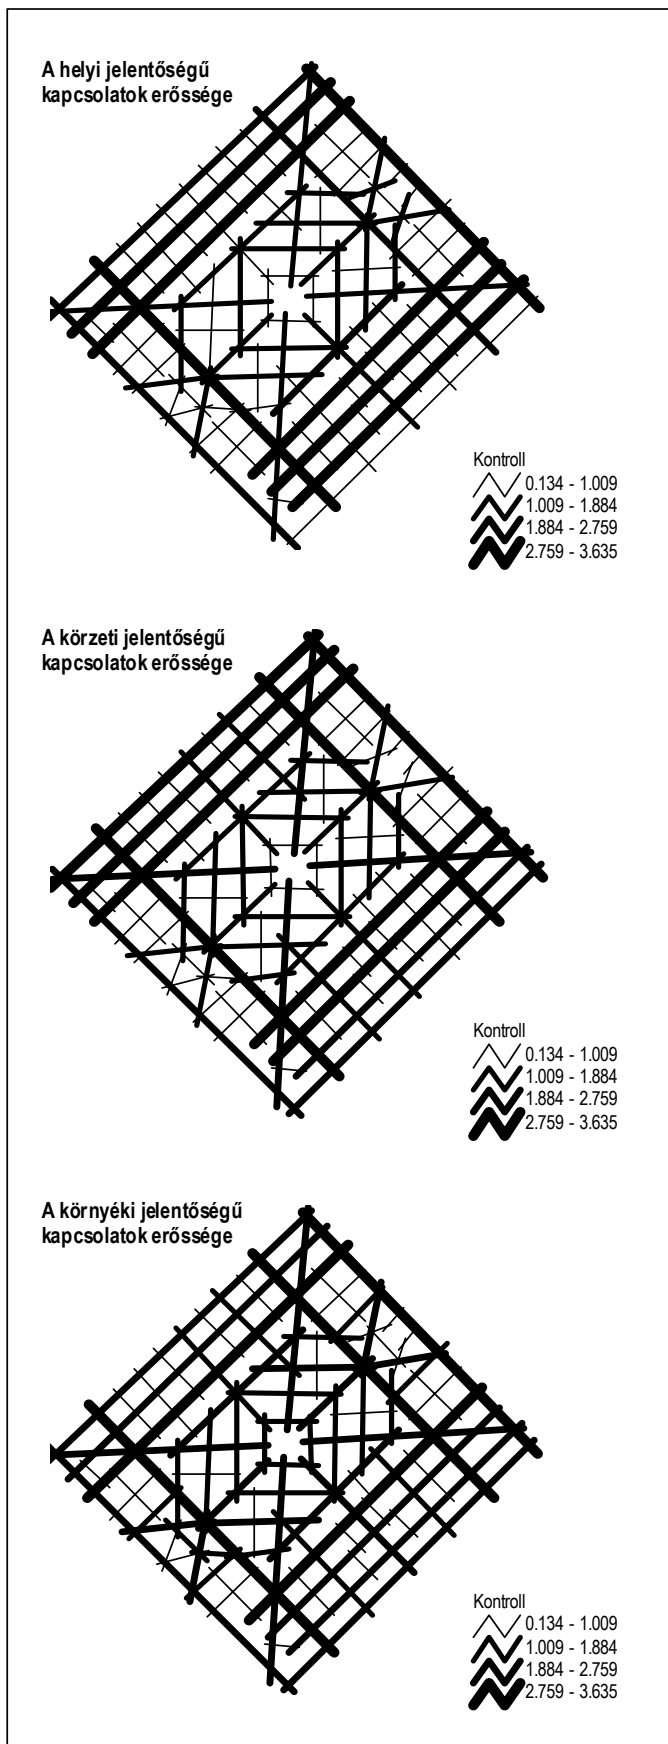 A helyi jelentőségű
kapcsolatok erőssége
Kontroll
0.134 - 1.009
1.009 - 1.884
1.884 - 2.759
2.759 - 3.635
A körzeti jelentőségű
kapcsolatok erőssége
Kontroll
0.134 - 1.009
1.009 - 1.884
1.884 - 2.759
2.759 - 3.635
A környéki jelentőségű
kapcsolatok erőssége
Kontroll
0.134 - 1.009
1.009 - 1.884
1.884 - 2.759
2.759 - 3.635